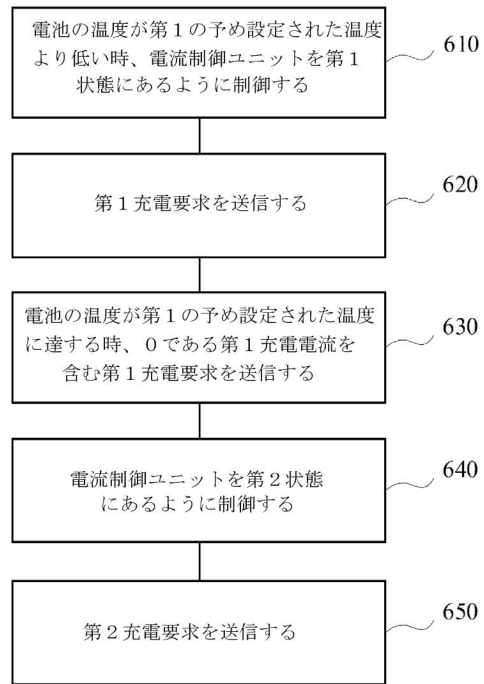 電池の温度が第1の予め設定された温度
より低い時、電流制御ユニットを第1
状態にあるように制御する
610
第1充電要求を送信する
620
電池の温度が第1の予め設定された温度
に達する時、0である第1充電電流を
含む第1充電要求を送信する
630
電流制御ユニットを第2状態
にあるように制御する
640
第2充電要求を送信する
650